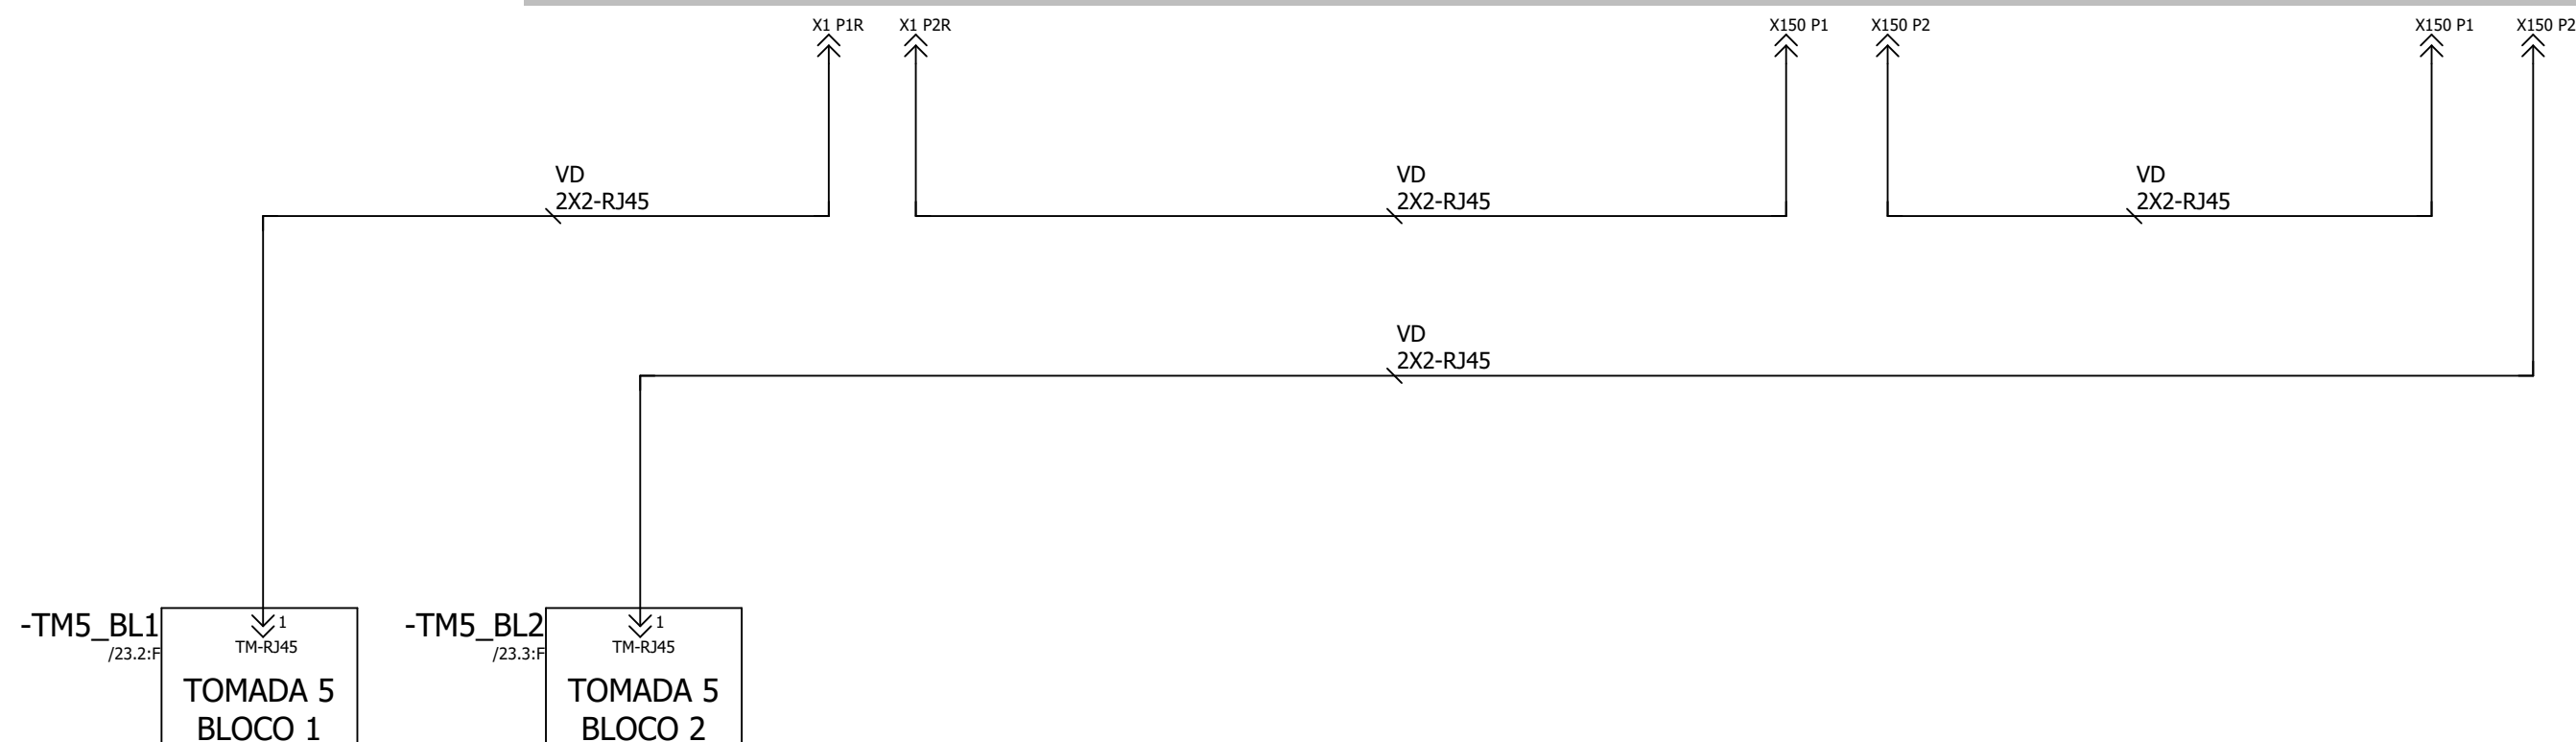 X1 P1R
X1 P2R
X150 P1
X150 P2
X150 P1
X150 P2
VD
2X2-RJ45
VD
2X2-RJ45
VD
2X2-RJ45
VD
2X2-RJ45
-TM5_BL1
/23.2:F
1
TM-RJ45
TOMADA 5
BLOCO 1
-TM5_BL2
/23.3:F
1
TM-RJ45
TOMADA 5
BLOCO 2